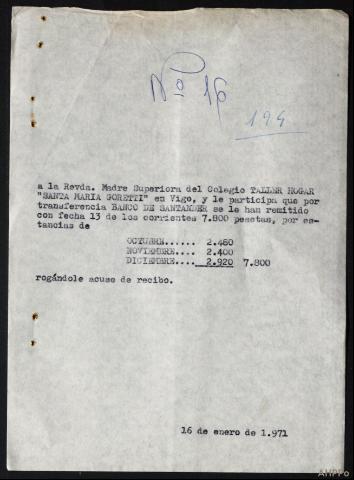 Nº 16
194
a la Revda. Madre Superiora del Colegio TALLER HOGAR
"SANTA MARIA GORETTI" en Vigo, y le participa que por
transferencia BANCO DE SANTANDER se le han remitido
con fecha 13 de los corrientes 7.800 pesetas, por es-
tancias de
OCTUBRE...... 2.480
NOVIEMBRE.... 2.400
DICIEMBRE.... 2.920 7.800
rogándole acuse de recibo.
16 de enero de 1.971
AHPPo